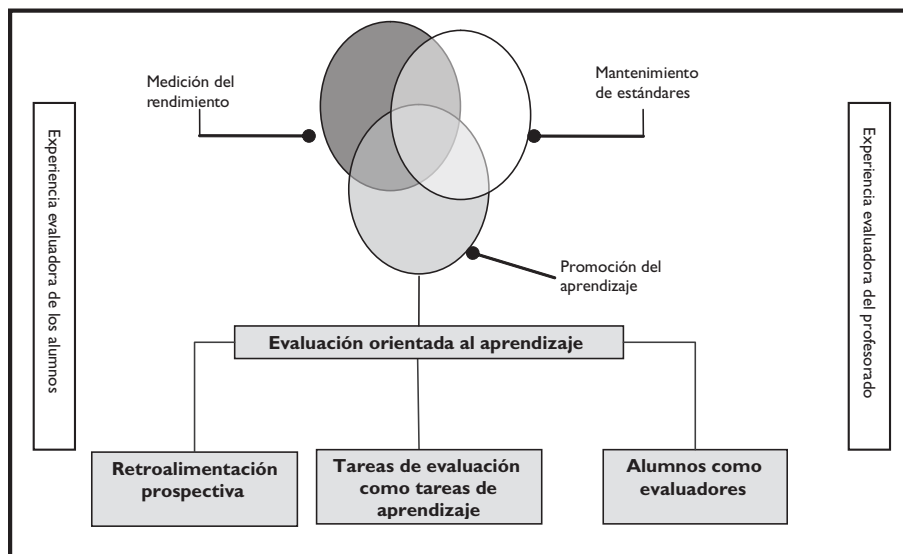 Medición del
rendimiento
Mantenimiento
de estándares
Experiencia evaluadora de los alumnos
Experiencia evaluadora del profesorado
Promoción del
aprendizaje
Evaluación orientada al aprendizaje
Retroalimentación
prospectiva
Tareas de evaluación
como tareas de
aprendizaje
Alumnos como
evaluadores